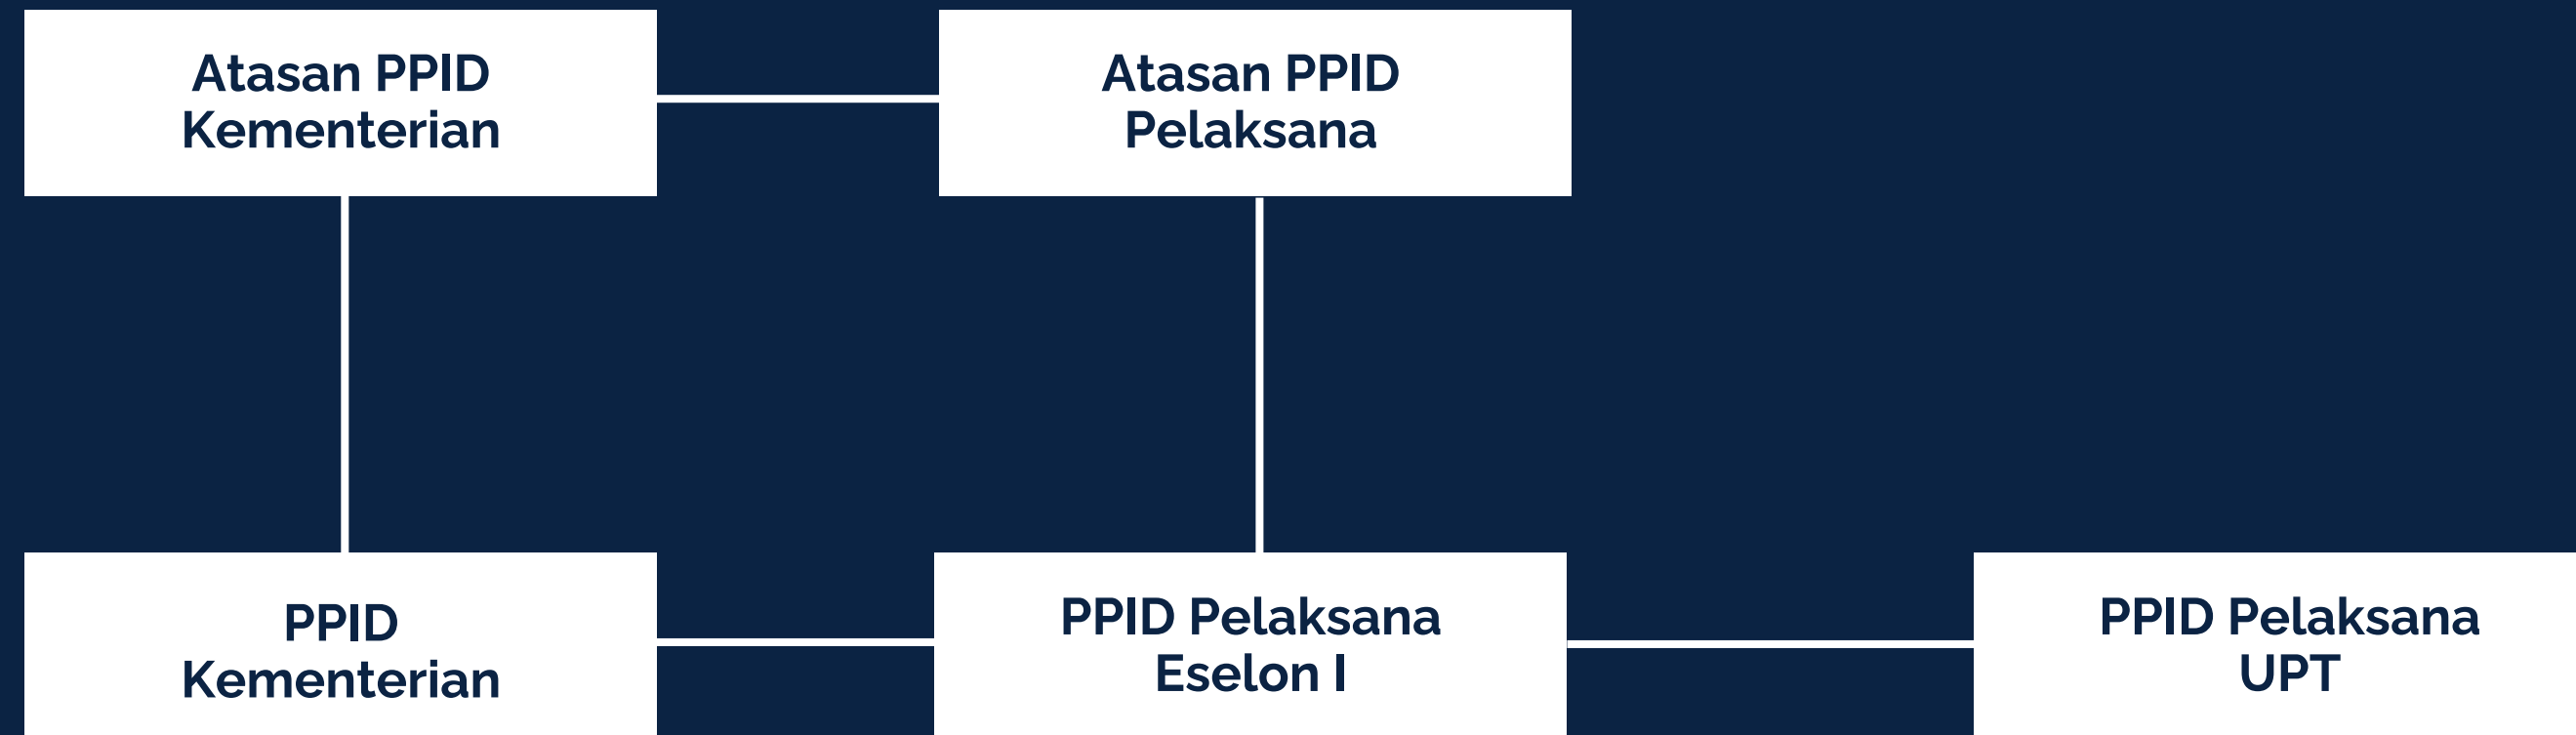 Atasan PPID
Kementerian
Atasan PPID
Pelaksana
PPID
Kementerian
PPID Pelaksana
Eselon I
PPID Pelaksana
UPT